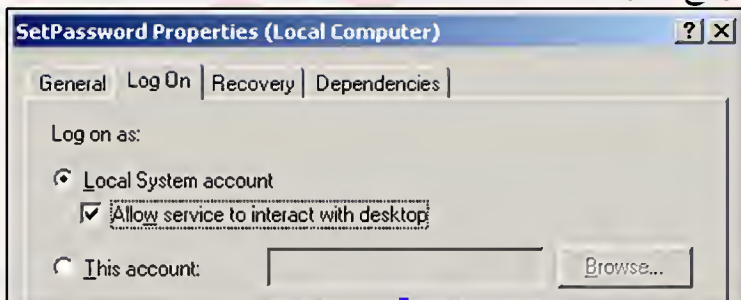 SetPassword Properties (Local Computer)
General Log On Recovery Dependencies
Log on as:
Local System account
Allow service to interact with desktop
This account:
Browse...